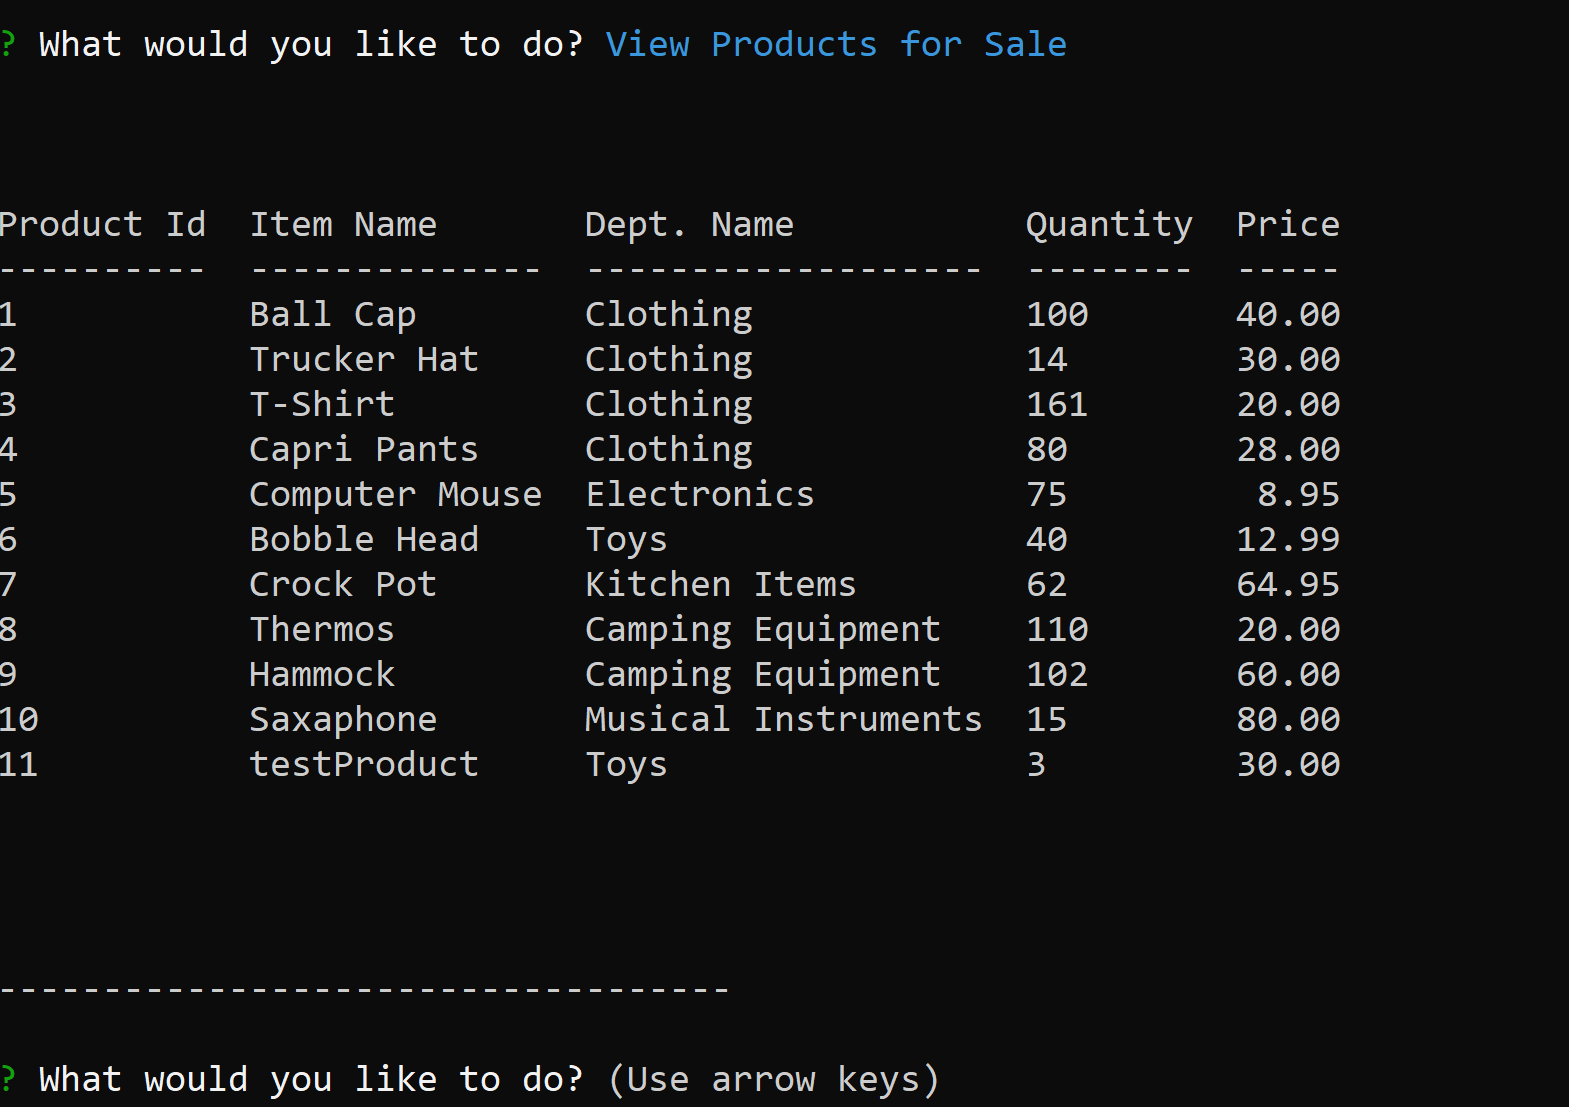 ? What would you like to do? View Products for Sale
Product Id  Item Name       Dept. Name           Quantity  Price
----------  --------------  -------------------  --------  -----
1           Ball Cap        Clothing             100       40.00
2           Trucker Hat     Clothing             14        30.00
3           T-Shirt         Clothing             161       20.00
4           Capri Pants     Clothing             80        28.00
5           Computer Mouse  Electronics          75         8.95
6           Bobble Head     Toys                 40        12.99
7           Crock Pot       Kitchen Items        62        64.95
8           Thermos         Camping Equipment    110       20.00
9           Hammock         Camping Equipment    102       60.00
10          Saxaphone       Musical Instruments  15        80.00
11          testProduct     Toys                 3         30.00
-----------------------------------
? What would you like to do? (Use arrow keys)